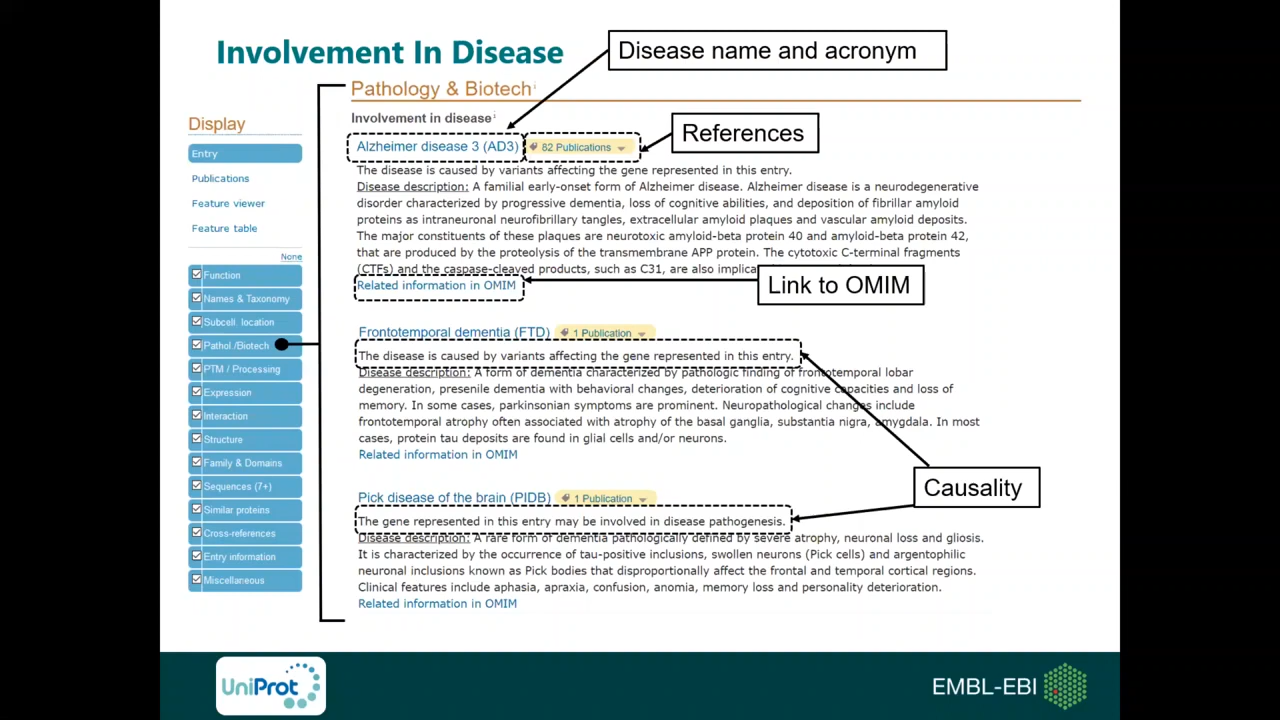 Involvement In Disease
Disease name and acronym
Pathology & Biotech
Involvement in disease
References
Display
Entry
Publications
Feature viewer
Feature table
None
Function
Names & Taxonomy
Subcell. location
Pathol./Biotech
PTM / Processing
Expression
Interaction
Structure
Family & Domains
Sequences (7+)
Similar proteins
Cross-references
Entry information
Miscellaneous
Alzheimer disease 3 (AD3) 82 Publications
The disease is caused by variants affecting the gene represented in this entry.
Disease description: A familial early-onset form of Alzheimer disease. Alzheimer disease is a neurodegenerative
disorder characterized by progressive dementia, loss of cognitive abilities, and deposition of fibrillar amyloid
proteins as intraneuronal neurofibrillary tangles, extracellular amyloid plaques and vascular amyloid deposits.
The major constituents of these plaques are neurotoxic amyloid-beta protein 40 and amyloid-beta protein 42,
that are produced by the proteolysis of the transmembrane APP protein. The cytotoxic C-terminal fragments
(CTFs) and the caspase-cleaved products, such as C31, are also
Related information in OMIM
Link to OMIM
Frontotemporal dementia (FTD) 1 Publication
The disease is caused by variants affecting the gene represented in this entry.
Disease description: A form of dementia characterized by pathologic finding of frontotemporal lobar
degeneration, presenile dementia with behavioral changes, deterioration of cognitive capacities and loss of
memory. In some cases, parkinsonian symptoms are prominent. Neuropathological changes include
frontotemporal atrophy often associated with atrophy of the basal ganglia, substantia nigra, amygdala. In most
cases, protein tau deposits are found in glial cells and/or neurons.
Related information in OMIM
Causality
Pick disease of the brain (PIDB) 1 Publication
The gene represented in this entry may be involved in disease pathogenesis.
Disease description: A rare form of dementia pathologically defined by severe atrophy, neuronal loss and gliosis.
It is characterized by the occurrence of tau-positive inclusions, swollen neurons (Pick cells) and argentophilic
neuronal inclusions known as Pick bodies that disproportionally affect the frontal and temporal cortical regions.
Clinical features include aphasia, apraxia, confusion, anomia, memory loss and personality deterioration.
Related information in OMIM
UniProt
EMBL-EBI